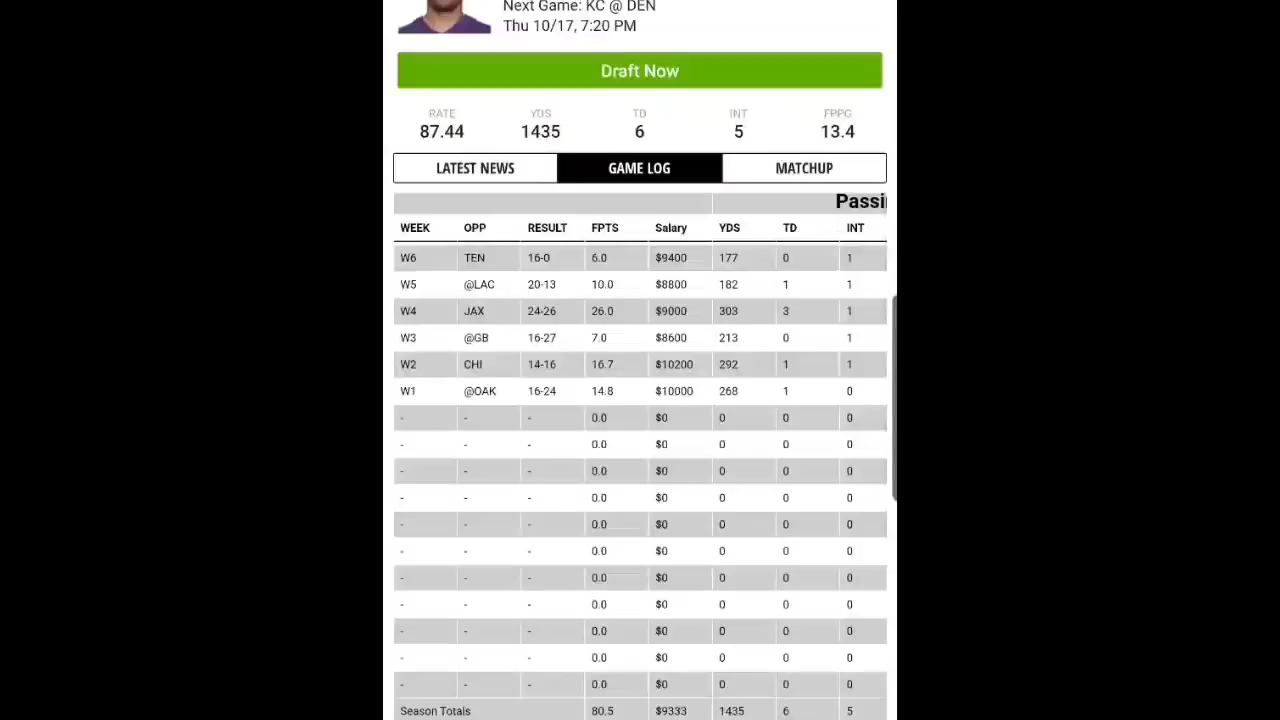 Next Game: KC @ DEN
Thu 10/17, 7:20 PM
Draft Now
RATE YDS TD INT FPPG
87.44 1435 6 5 13.4
LATEST NEWS GAME LOG MATCHUP
Passi
WEEK OPP RESULT FPTS Salary YDS TD INT
W6 TEN 16-0 6.0 $9400 177 0 1
W5 @LAC 20-13 10.0 $8800 182 1 1
W4 JAX 24-26 26.0 $9000 303 3 1
W3 @GB 16-27 7.0 $8600 213 0 1
W2 CHI 14-16 16.7 $10200 292 1 1
W1 @OAK 16-24 14.8 $10000 268 1 0
- - - 0.0 $0 0 0 0
- - - 0.0 $0 0 0 0
- - - 0.0 $0 0 0 0
- - - 0.0 $0 0 0 0
- - - 0.0 $0 0 0 0
- - - 0.0 $0 0 0 0
- - - 0.0 $0 0 0 0
- - - 0.0 $0 0 0 0
- - - 0.0 $0 0 0 0
- - - 0.0 $0 0 0 0
- - - 0.0 $0 0 0 0
Season Totals 80.5 $9333 1435 6 5